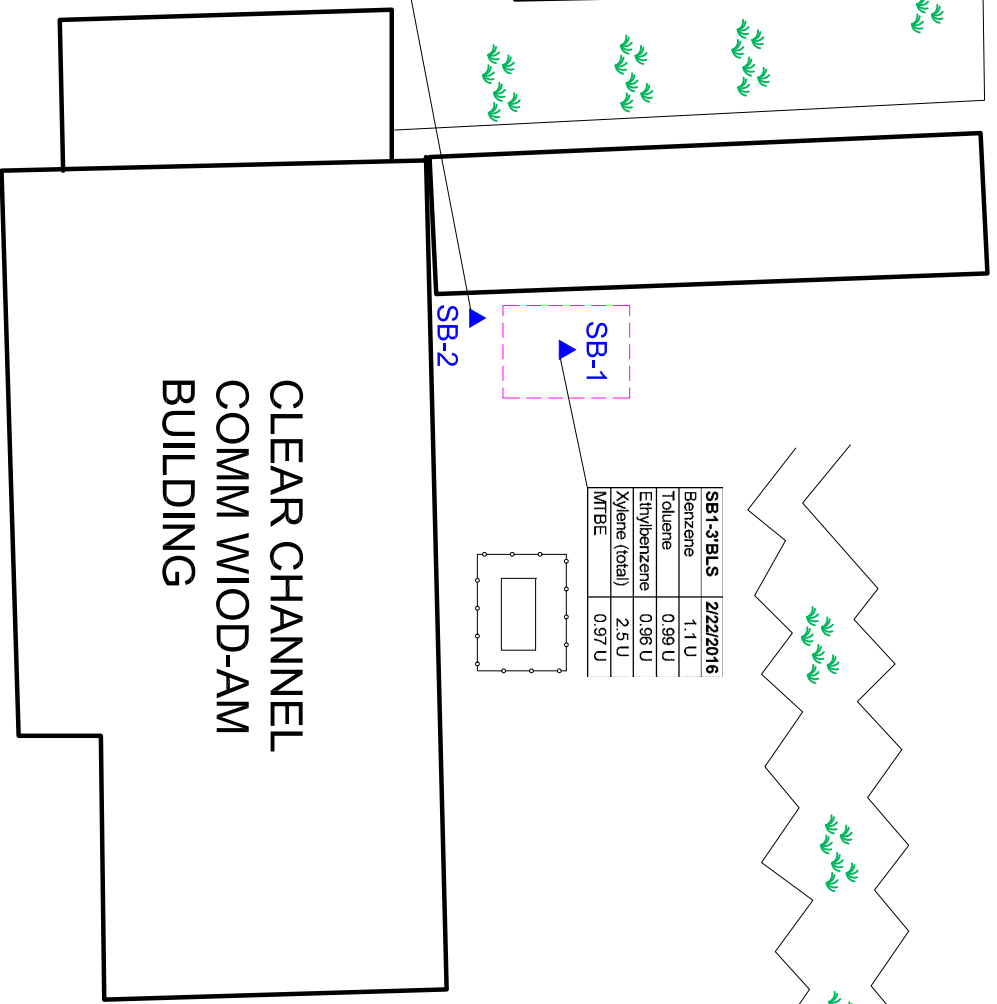 SB-1
SB-2
SB1-3'BLS 2/22/2016
Benzene 1.1 U
Toluene 0.99 U
Ethylbenzene 0.96 U
Xylene (total) 2.5 U
MTBE 0.97 U
CLEAR CHANNEL
COMM WIOD-AM
BUILDING